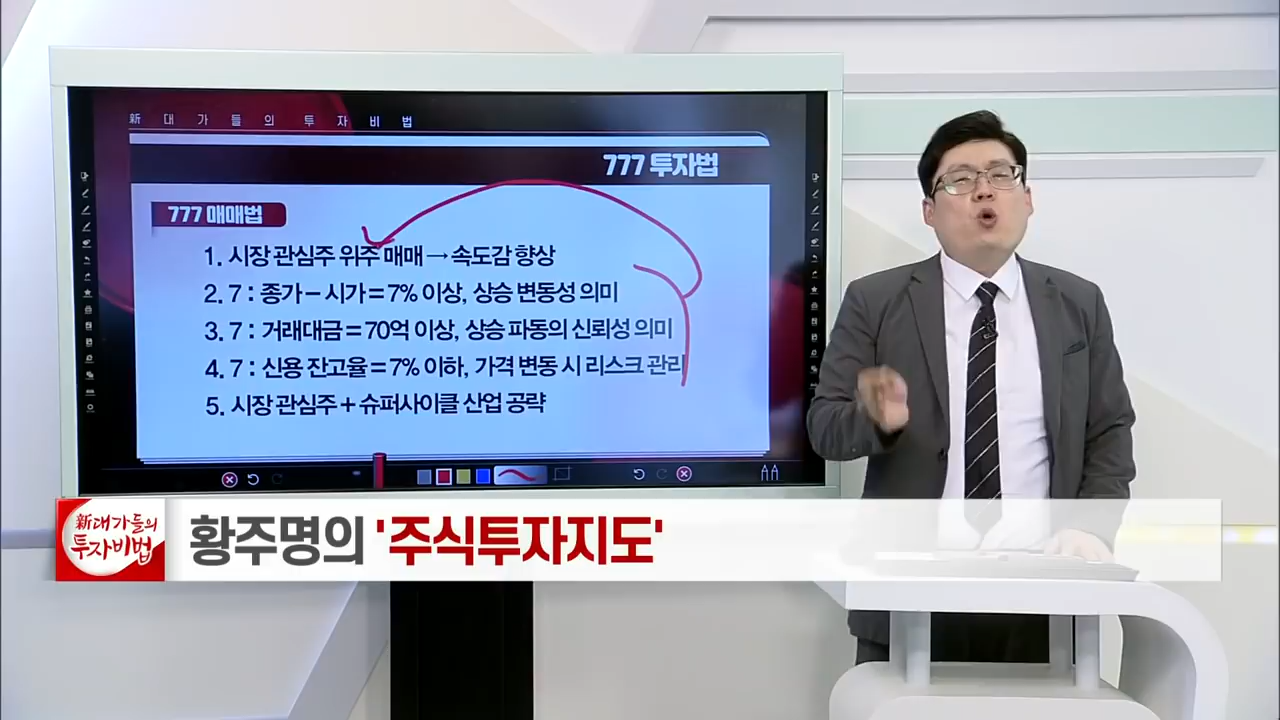 新 대 가 들 의 투 자 비 법
777 투자법
777 매매법
1. 시장 관심주 위주 매매 → 속도감 향상
2. 7 : 종가 – 시가 = 7% 이상, 상승 변동성 의미
3. 7 : 거래대금 = 70억 이상, 상승 파동의 신뢰성 의미
4. 7 : 신용 잔고율 = 7% 이하, 가격 변동 시 리스크 관리
5. 시장 관심주 + 슈퍼사이클 산업 공략
新대가들의
투자비법
황주명의 '주식투자지도'